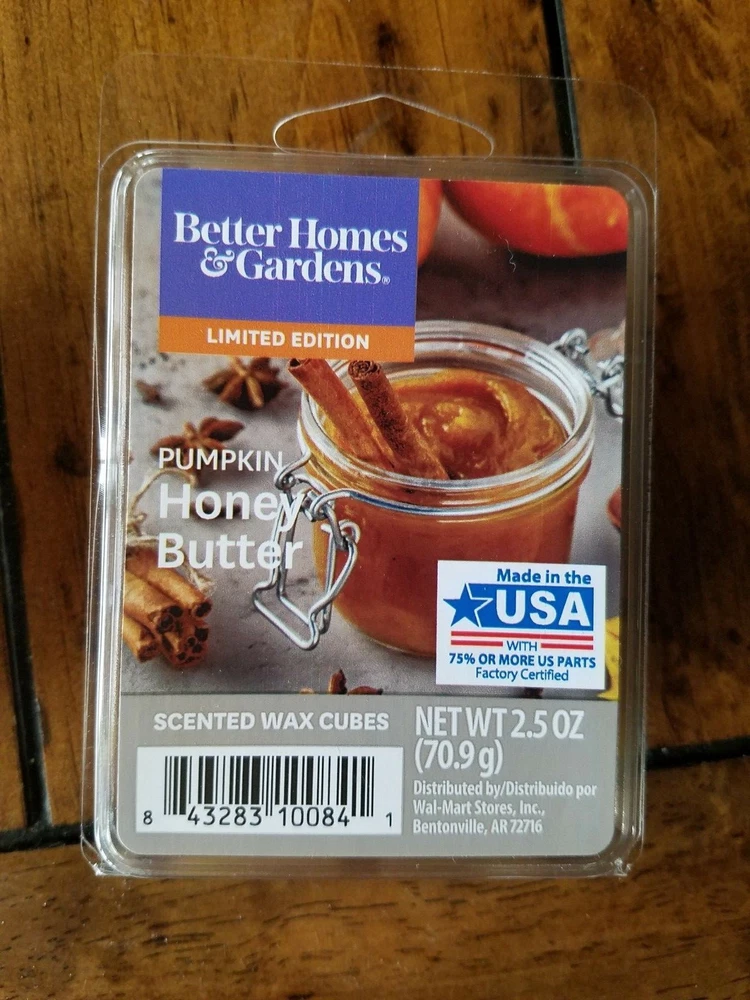 Better Homes
& Gardens®
LIMITED EDITION
PUMPKIN
Honey
Butter
Made in the
USA
WITH
75% OR MORE US PARTS
Factory Certified
SCENTED WAX CUBES
NET WT 2.5 OZ
(70.9 g)
Distributed by/Distribuido por
Wal-Mart Stores, Inc.,
Bentonville, AR 72716
8 43283 10084 1